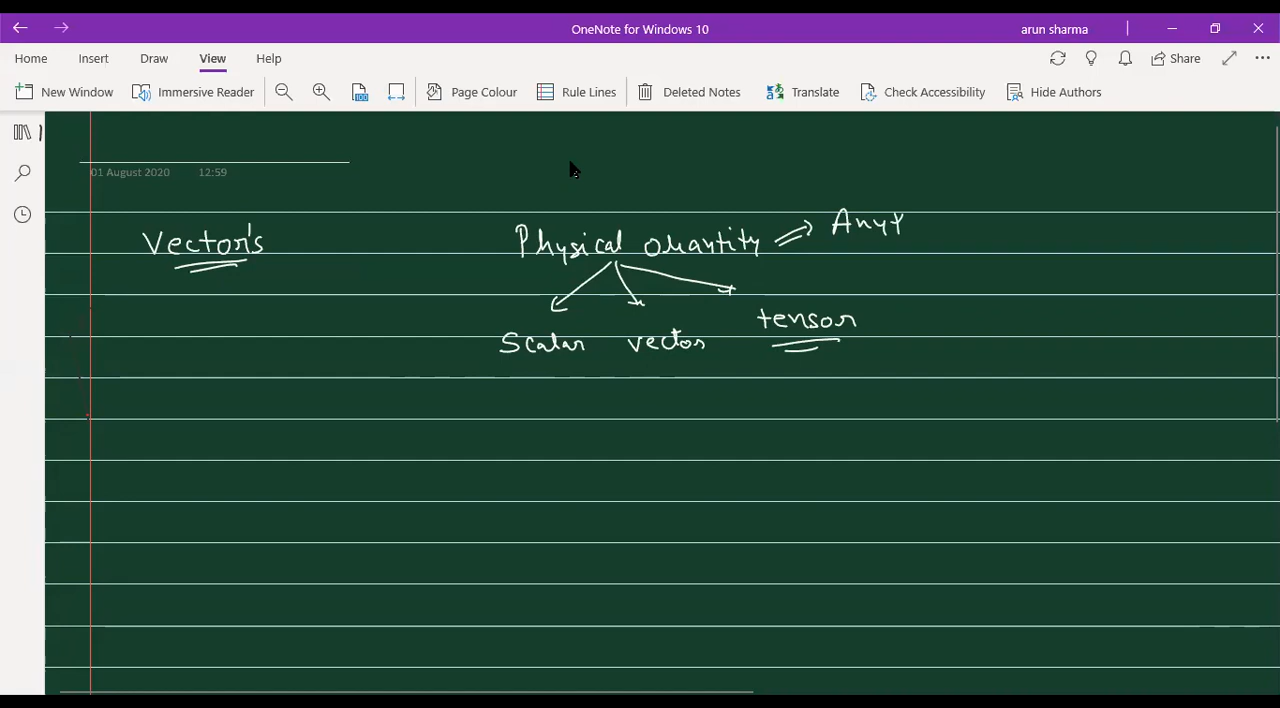 OneNote for Windows 10
arun sharma
Home Insert Draw View Help
Share
New Window Immersive Reader Page Colour Rule Lines Deleted Notes Translate Check Accessibility Hide Authors
01 August 2020 12:59
Vector's
Physical Quantity ⇒ Anyt
Scalar vector tensor